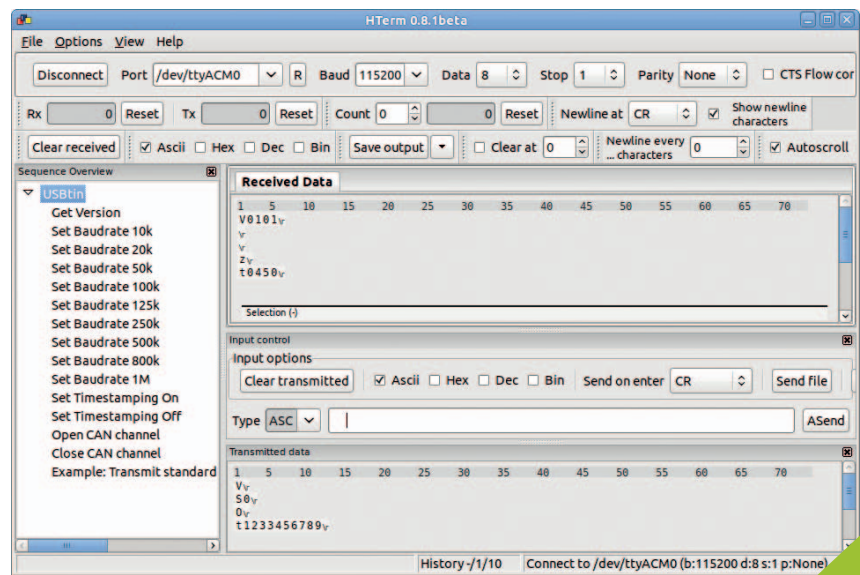 HTerm 0.8.1beta
File Options View Help
Disconnect Port /dev/ttyACM0 R Baud 115200 Data 8 Stop 1 Parity None CTS Flow cor
Rx 0 Reset Tx 0 Reset Count 0 0 Reset Newline at CR Show newline characters
Clear received Ascii Hex Dec Bin Save output Clear at 0 Newline every ... characters 0 Autoscroll
Sequence Overview
USBtin
Get Version
Set Baudrate 10k
Set Baudrate 20k
Set Baudrate 50k
Set Baudrate 100k
Set Baudrate 125k
Set Baudrate 250k
Set Baudrate 500k
Set Baudrate 800k
Set Baudrate 1M
Set Timestamping On
Set Timestamping Off
Open CAN channel
Close CAN channel
Example: Transmit standard
Received Data
1 5 10 15 20 25 30 35 40 45 50 55 60 65 70
V0101\r
\r
\r
z\r
t0450\r
Selection (-)
Input control
Input options
Clear transmitted Ascii Hex Dec Bin Send on enter CR Send file
Type ASC ASend
Transmitted data
1 5 10 15 20 25 30 35 40 45 50 55 60 65 70
V\r
S0\r
O\r
t1233456789\r
History -/1/10 Connect to /dev/ttyACM0 (b:115200 d:8 s:1 p:None)